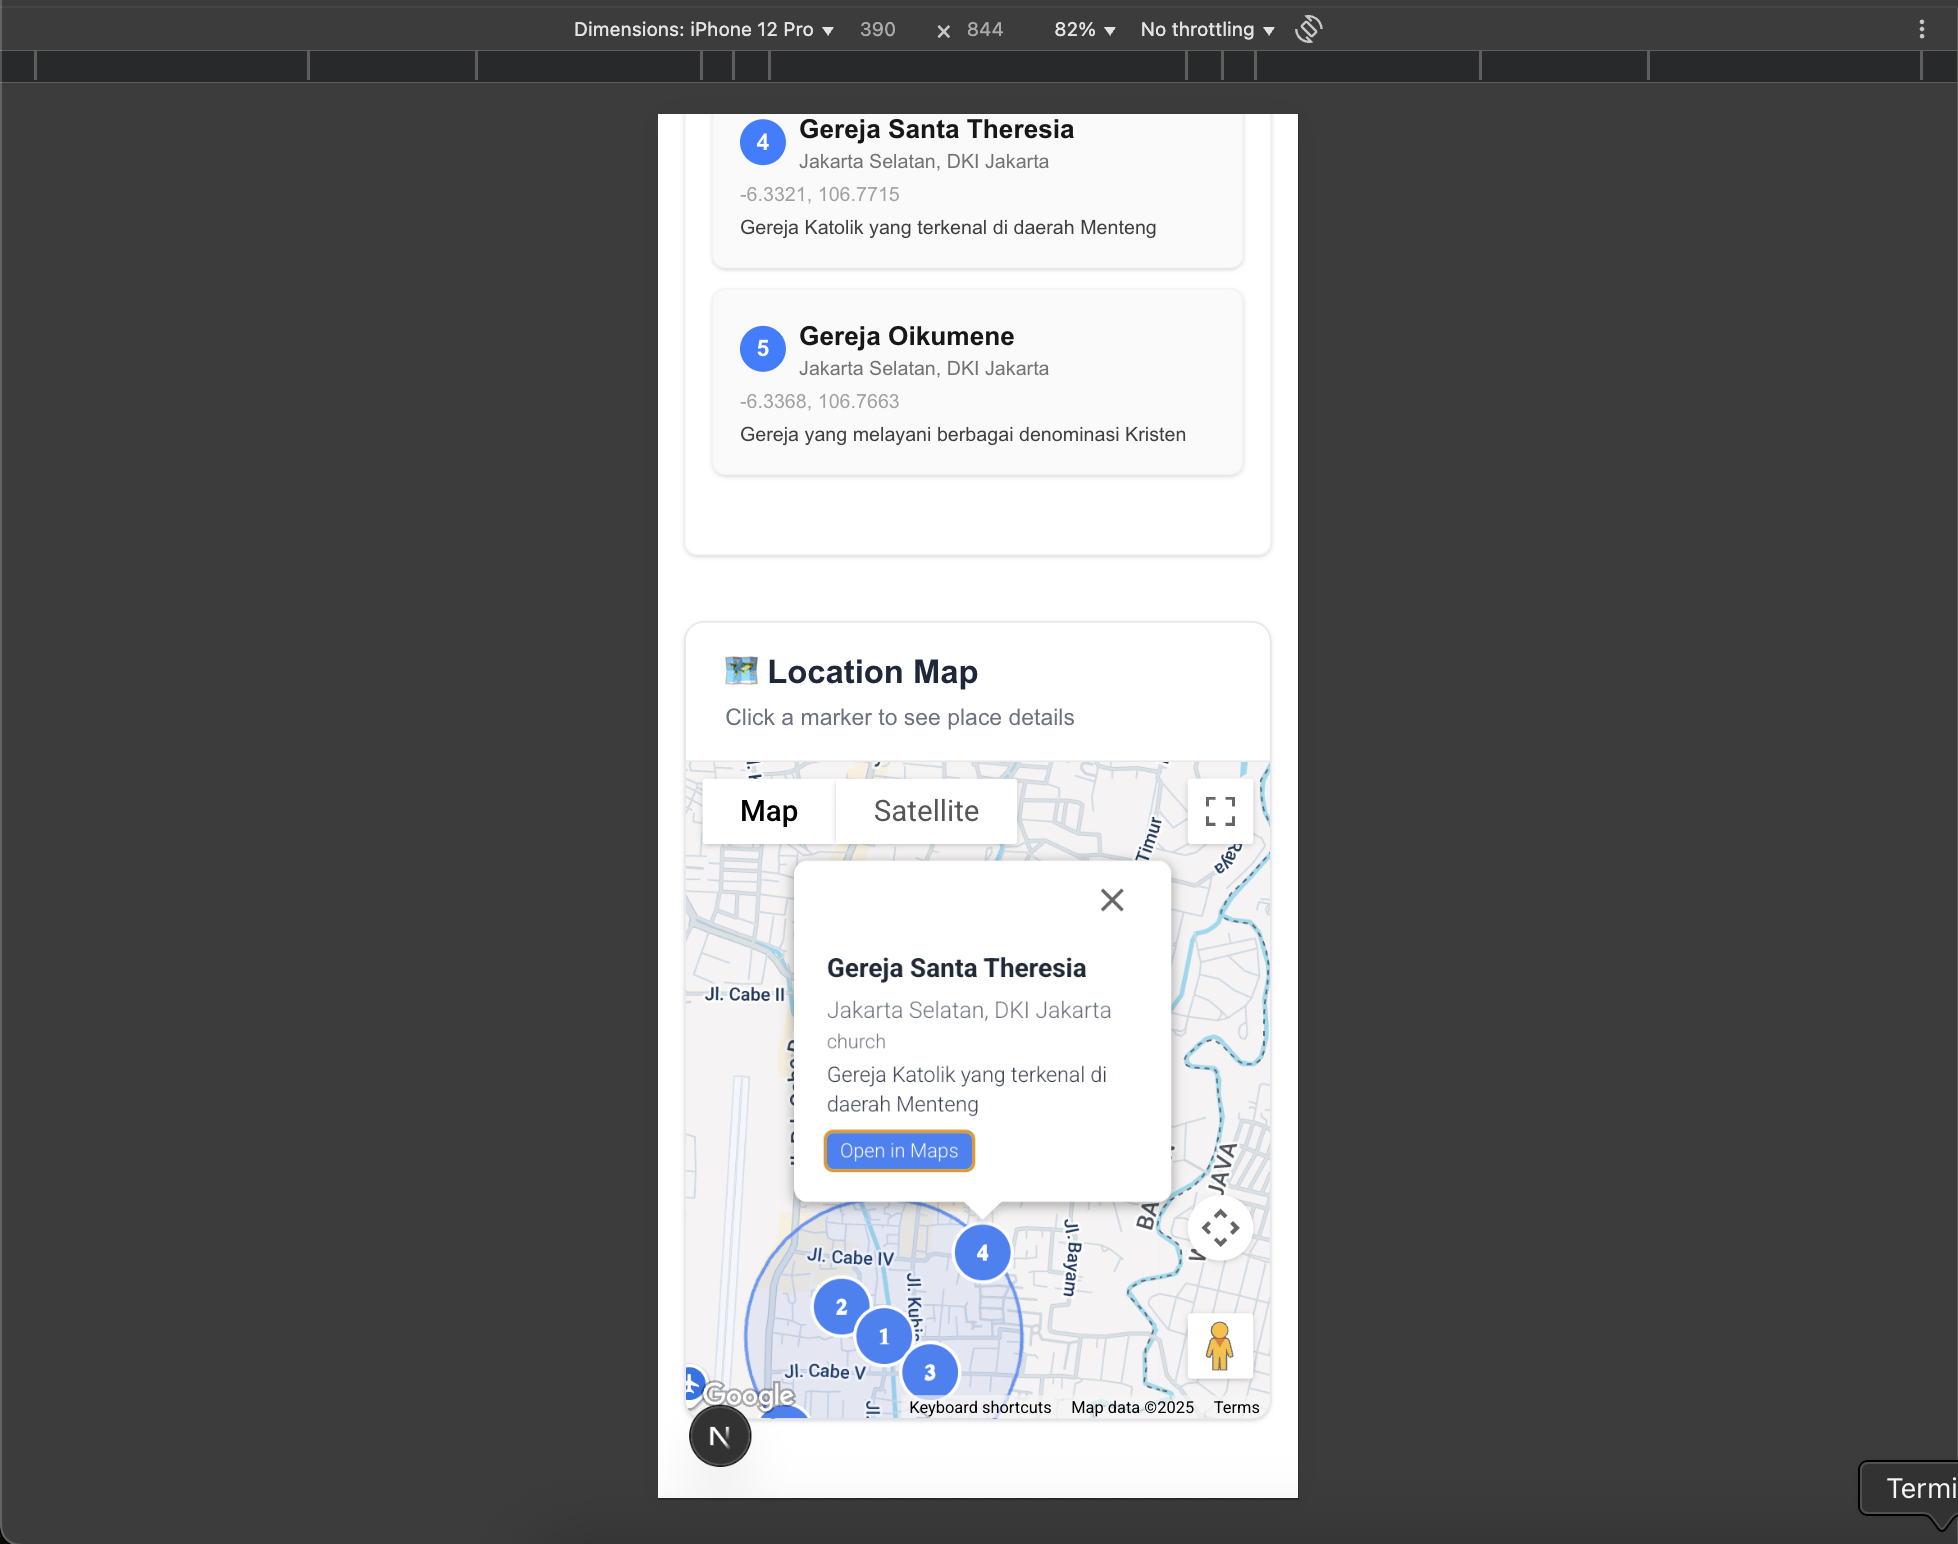 Dimensions: iPhone 12 Pro ▼ 390 × 844 82% ▼ No throttling ▼
4
Gereja Santa Theresia
Jakarta Selatan, DKI Jakarta
-6.3321, 106.7715
Gereja Katolik yang terkenal di daerah Menteng
5
Gereja Oikumene
Jakarta Selatan, DKI Jakarta
-6.3368, 106.7663
Gereja yang melayani berbagai denominasi Kristen
Location Map
Click a marker to see place details
Map Satellite
Timur
Raya
Jl. Cabe II
Gereja Santa Theresia
Jakarta Selatan, DKI Jakarta
church
Gereja Katolik yang terkenal di
daerah Menteng
Open in Maps
JAVA
BA
4
Jl. Cabe IV
Jl. Bayam
2
Jl. Kubis
1
3
Jl. Cabe V
Jl.
Google
Keyboard shortcuts Map data ©2025 Terms
N
Termi